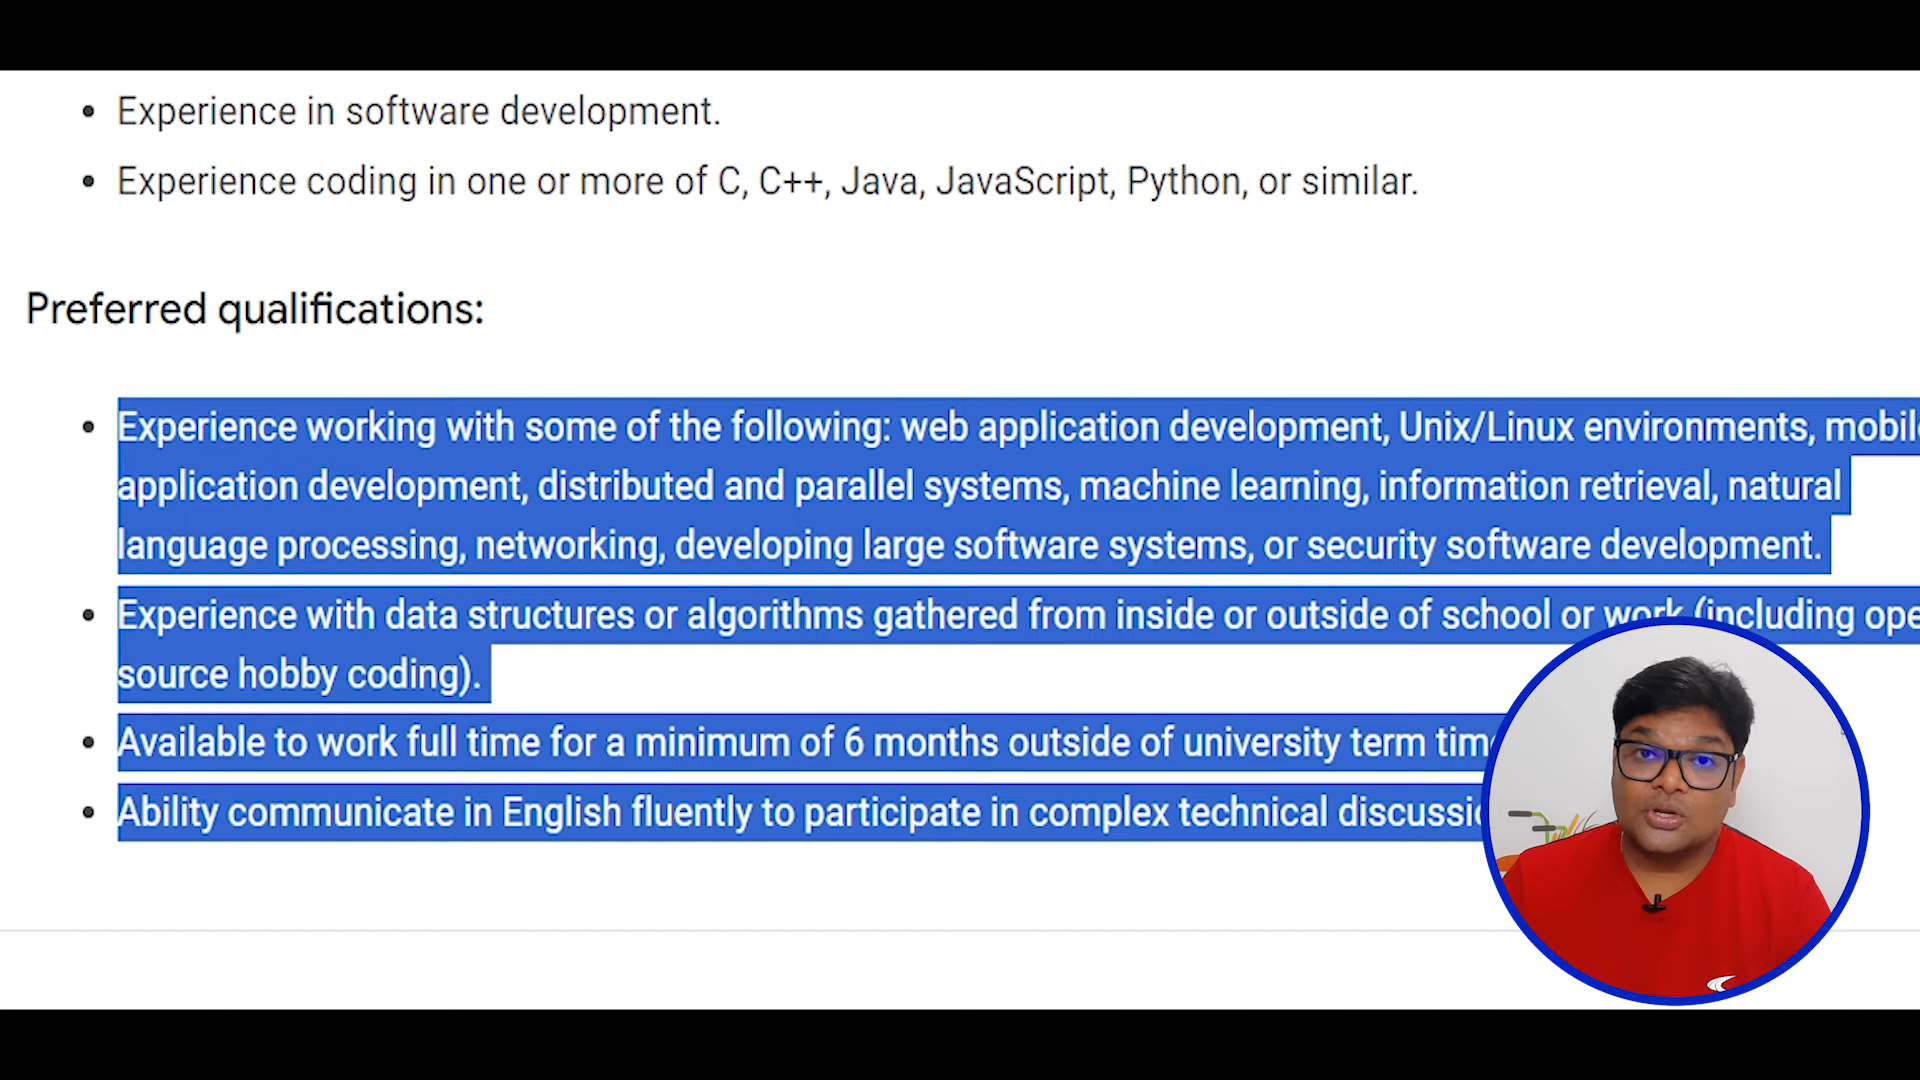 Experience in software development.
Experience coding in one or more of C, C++, Java, JavaScript, Python, or similar.
Preferred qualifications:
Experience working with some of the following: web application development, Unix/Linux environments, mobile
application development, distributed and parallel systems, machine learning, information retrieval, natural
language processing, networking, developing large software systems, or security software development.
Experience with data structures or algorithms gathered from inside or outside of school or work (including ope
source hobby coding).
Available to work full time for a minimum of 6 months outside of university term time
Ability communicate in English fluently to participate in complex technical discussio